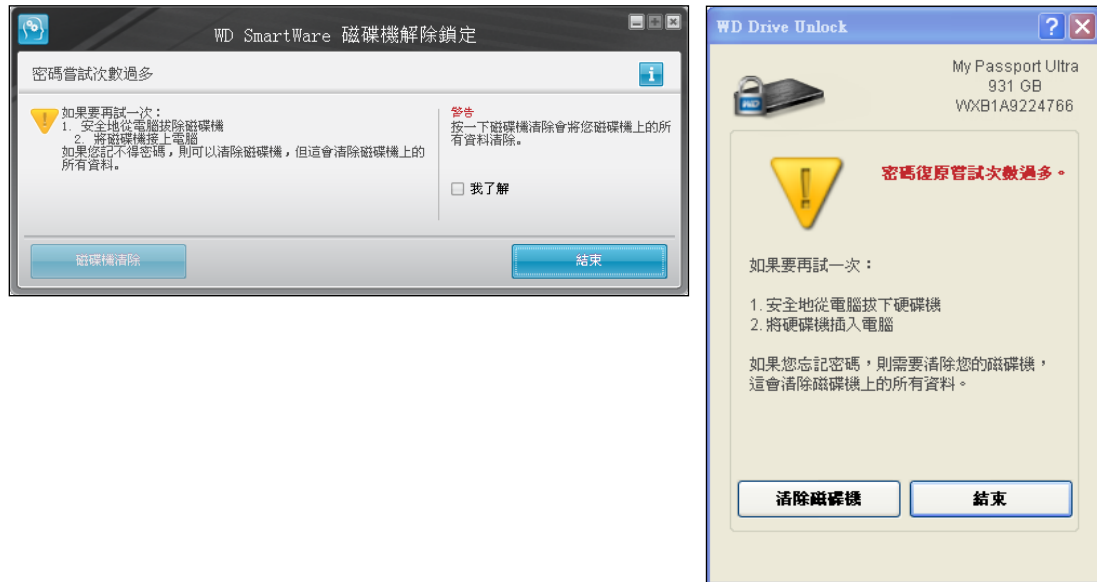 WD SmartWare 磁碟機解除鎖定
密碼嘗試次數過多
如果要再試一次：
1. 安全地從電腦拔除磁碟機
2. 將磁碟機接上電腦
如果您記不得密碼，則可以清除磁碟機，但這會清除磁碟機上的
所有資料。
警告
按一下磁碟機清除會將您磁碟機上的所
有資料清除。
我了解
磁碟機清除
結束
WD Drive Unlock
My Passport Ultra
931 GB
WXB1A9224766
WD
密碼復原嘗試次數過多。
如果要再試一次：
1. 安全地從電腦拔下硬碟機
2. 將硬碟機插入電腦
如果您忘記密碼，則需要清除您的磁碟機，
這會清除磁碟機上的所有資料。
清除磁碟機
結束